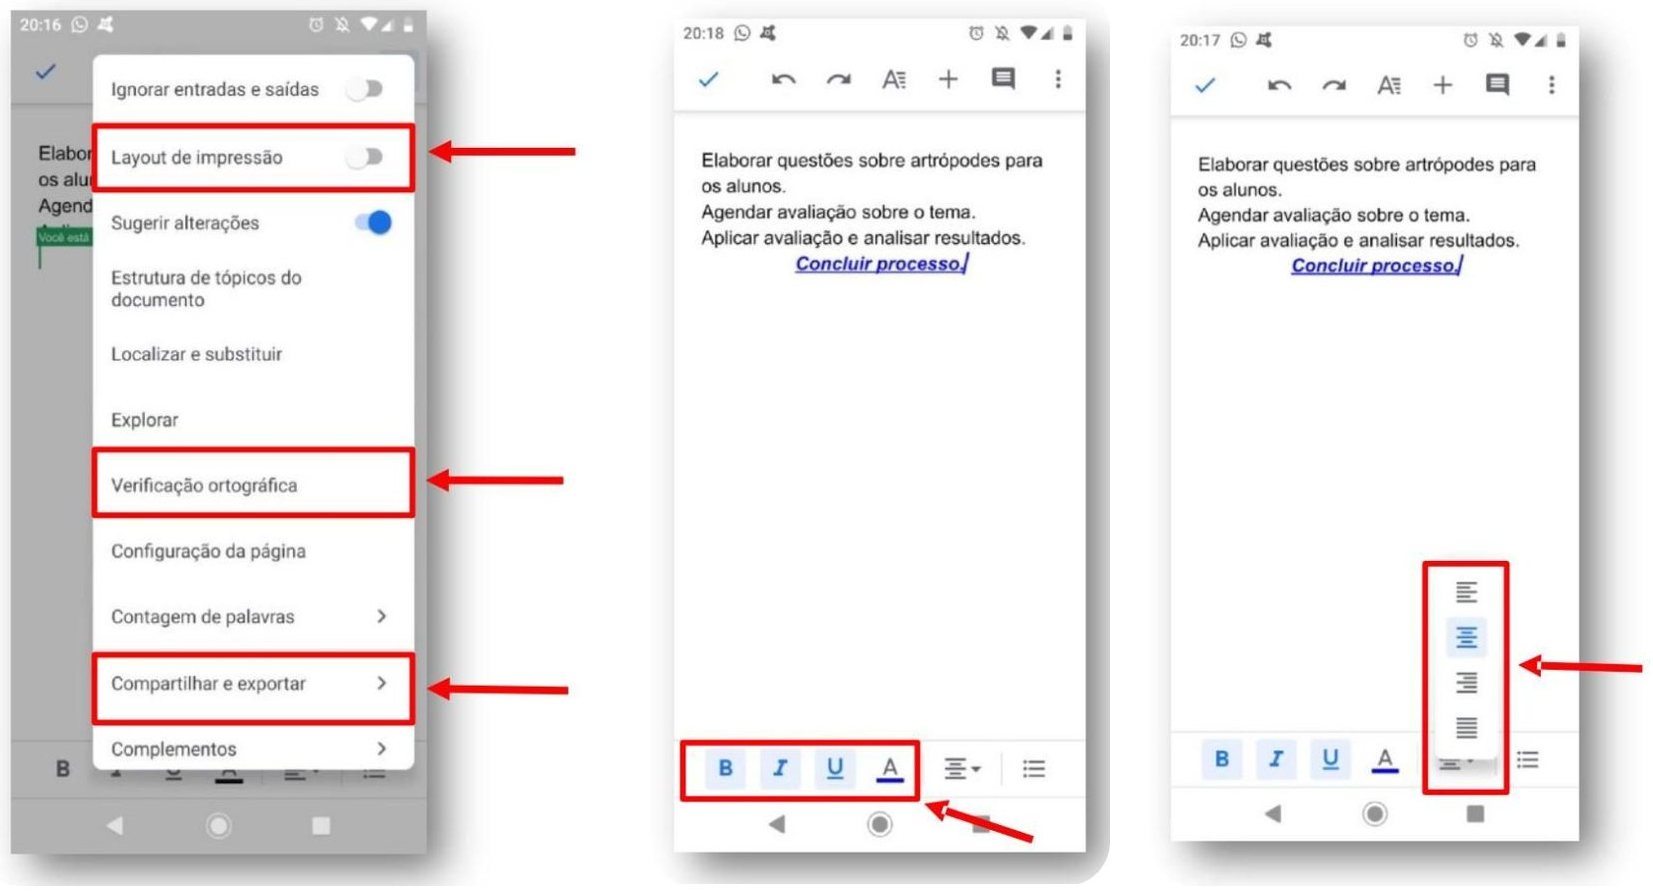 20:16
Ignorar entradas e saídas
Elabor
Layout de impressão
os alu
Agend
Sugerir alterações
Você está
Estrutura de tópicos do
documento
Localizar e substituir
Explorar
Verificação ortográfica
Configuração da página
Contagem de palavras
Compartilhar e exportar
Complementos
B
20:18
A
Elaborar questões sobre artrópodes para
os alunos.
Agendar avaliação sobre o tema.
Aplicar avaliação e analisar resultados.
Concluir processo.
B I U A
20:17
A
Elaborar questões sobre artrópodes para
os alunos.
Agendar avaliação sobre o tema.
Aplicar avaliação e analisar resultados.
Concluir processo.
B I U A